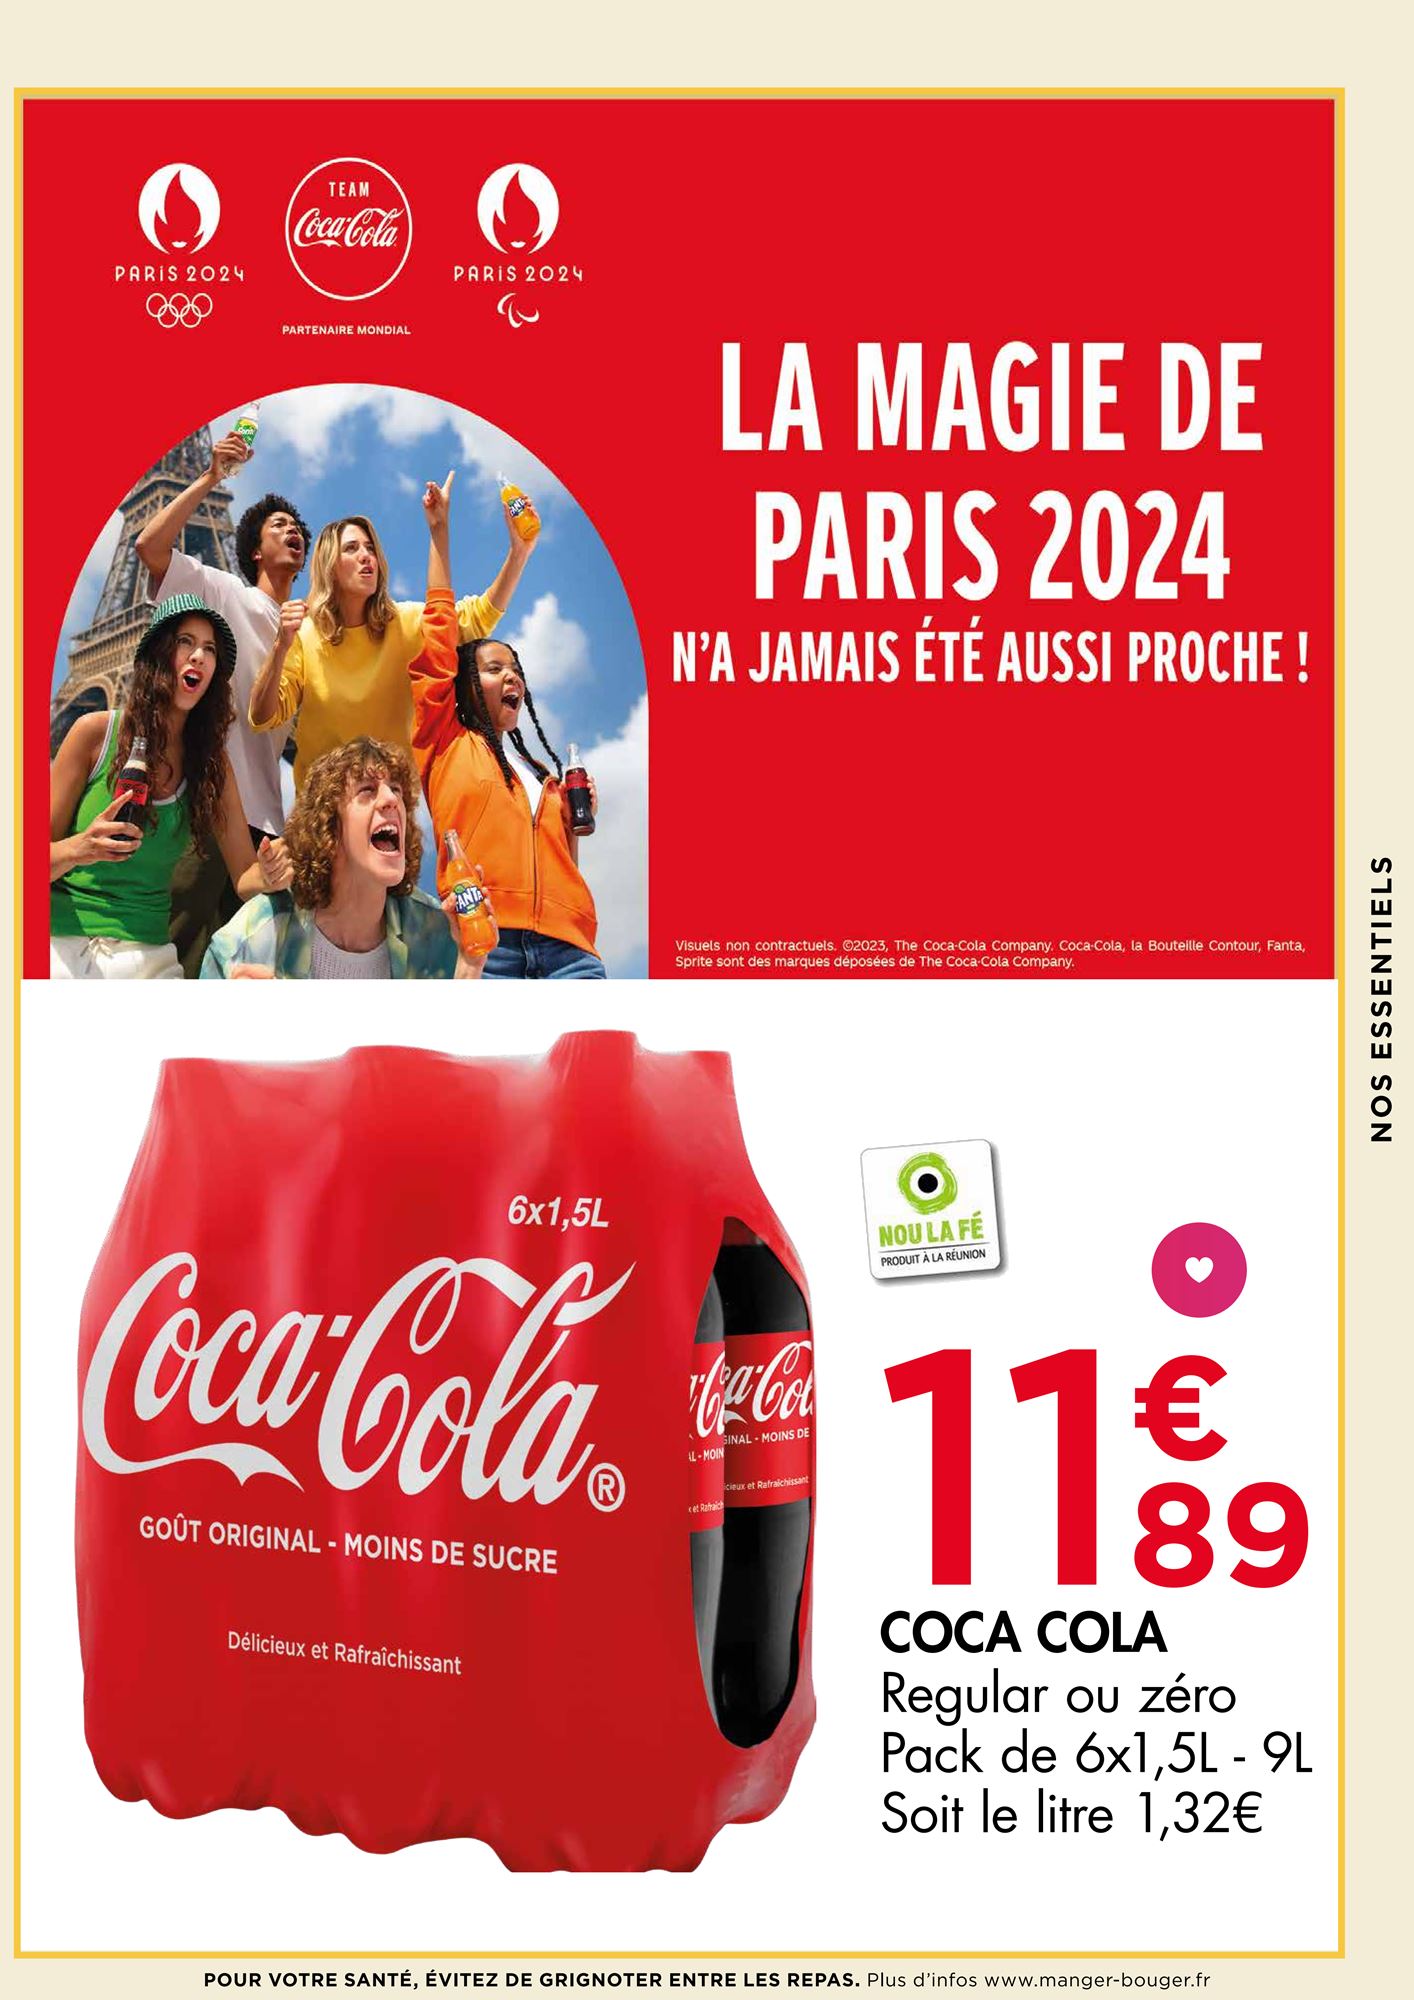 TEAM
Coca-Cola
PARIS 2024
PARIS 2024
PARTENAIRE MONDIAL
LA MAGIE DE
PARIS 2024
N'A JAMAIS ÉTÉ AUSSI PROCHE !
FANTA
FANTA
Visuels non contractuels. ©2023, The Coca-Cola Company. Coca-Cola, la Bouteille Contour, Fanta,
Sprite sont des marques déposées de The Coca-Cola Company.
NOS ESSENTIELS
6x1,5L
Coca-Cola®
GOÛT ORIGINAL - MOINS DE SUCRE
Délicieux et Rafraîchissant
NOU LA FÉ
PRODUIT À LA RÉUNION
11€89
COCA COLA
Regular ou zéro
Pack de 6x1,5L - 9L
Soit le litre 1,32€
POUR VOTRE SANTÉ, ÉVITEZ DE GRIGNOTER ENTRE LES REPAS. Plus d'infos www.manger-bouger.fr